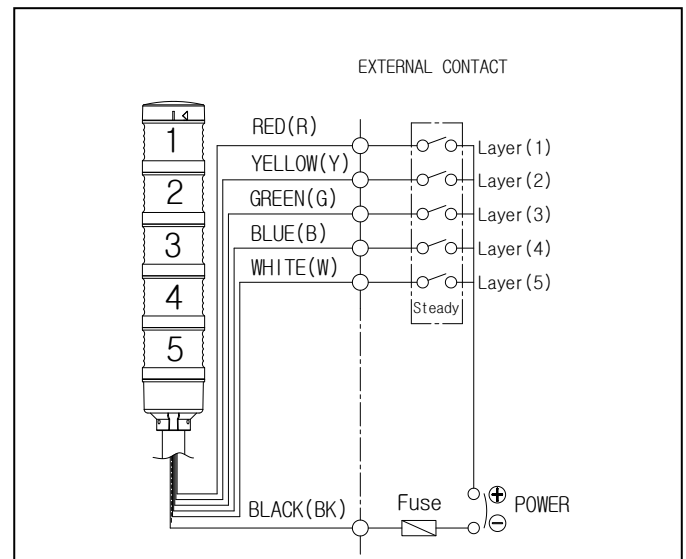 EXTERNAL CONTACT
1
2
3
4
5
RED(R)
YELLOW(Y)
GREEN(G)
BLUE(B)
WHITE(W)
Layer(1)
Layer(2)
Layer(3)
Layer(4)
Layer(5)
Steady
BLACK(BK)
Fuse
+
−
POWER